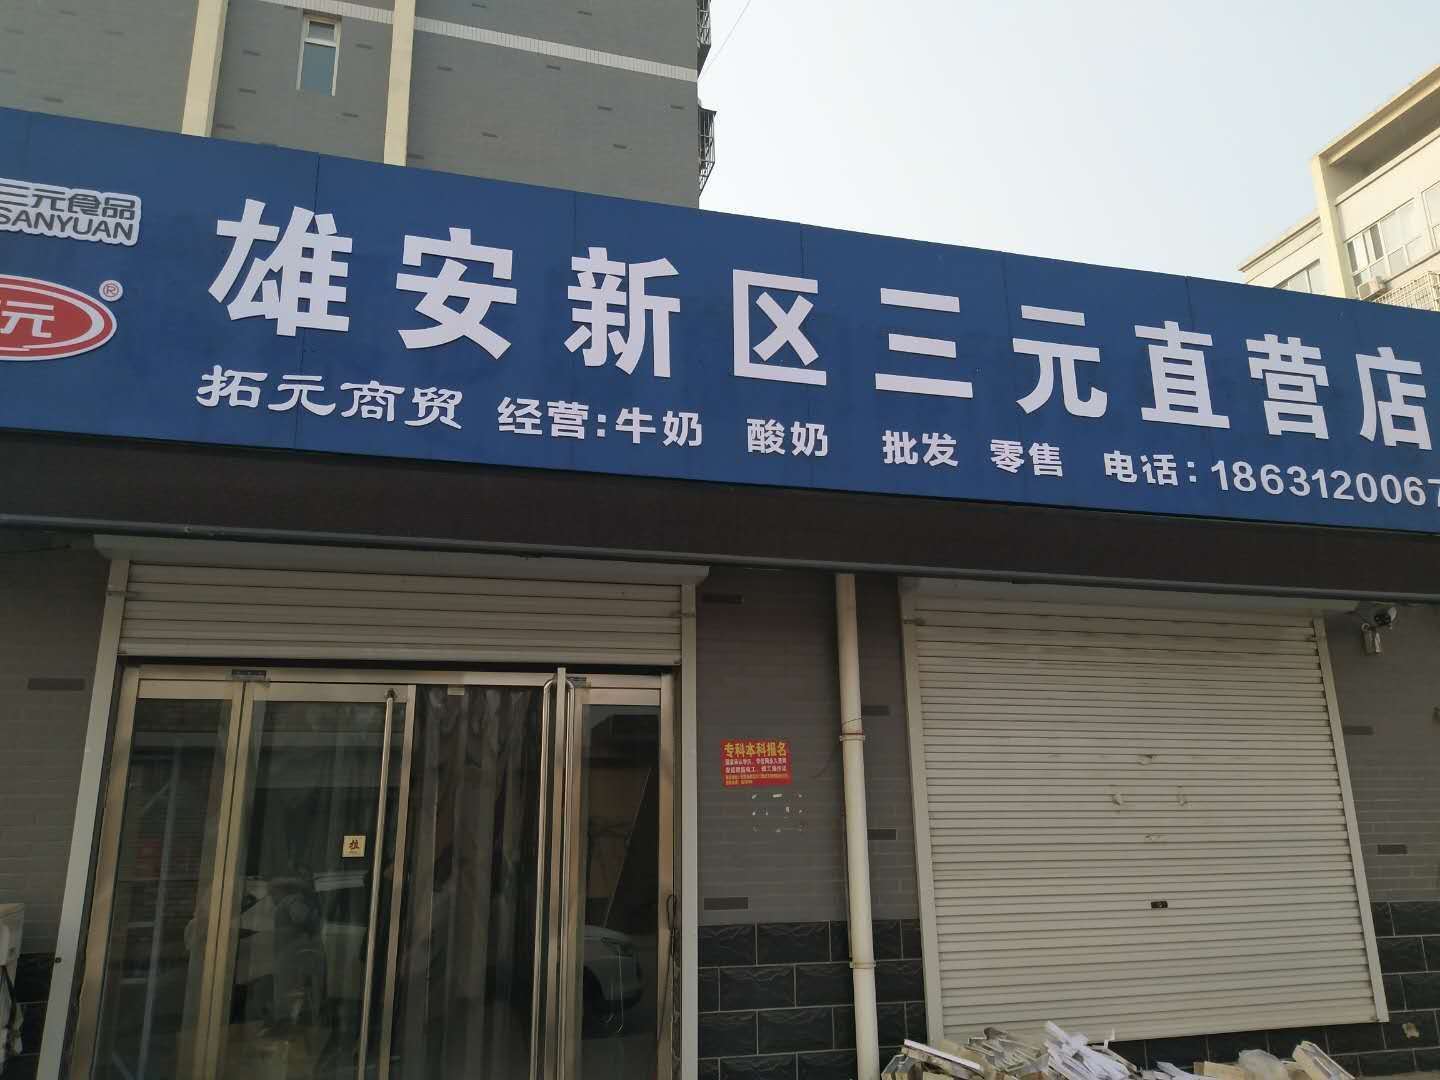 三元食品
SANYUAN
元®
雄安新区三元直营店
拓元商贸 经营:牛奶 酸奶 批发 零售 电话:1863120067
专科本科报名
拉